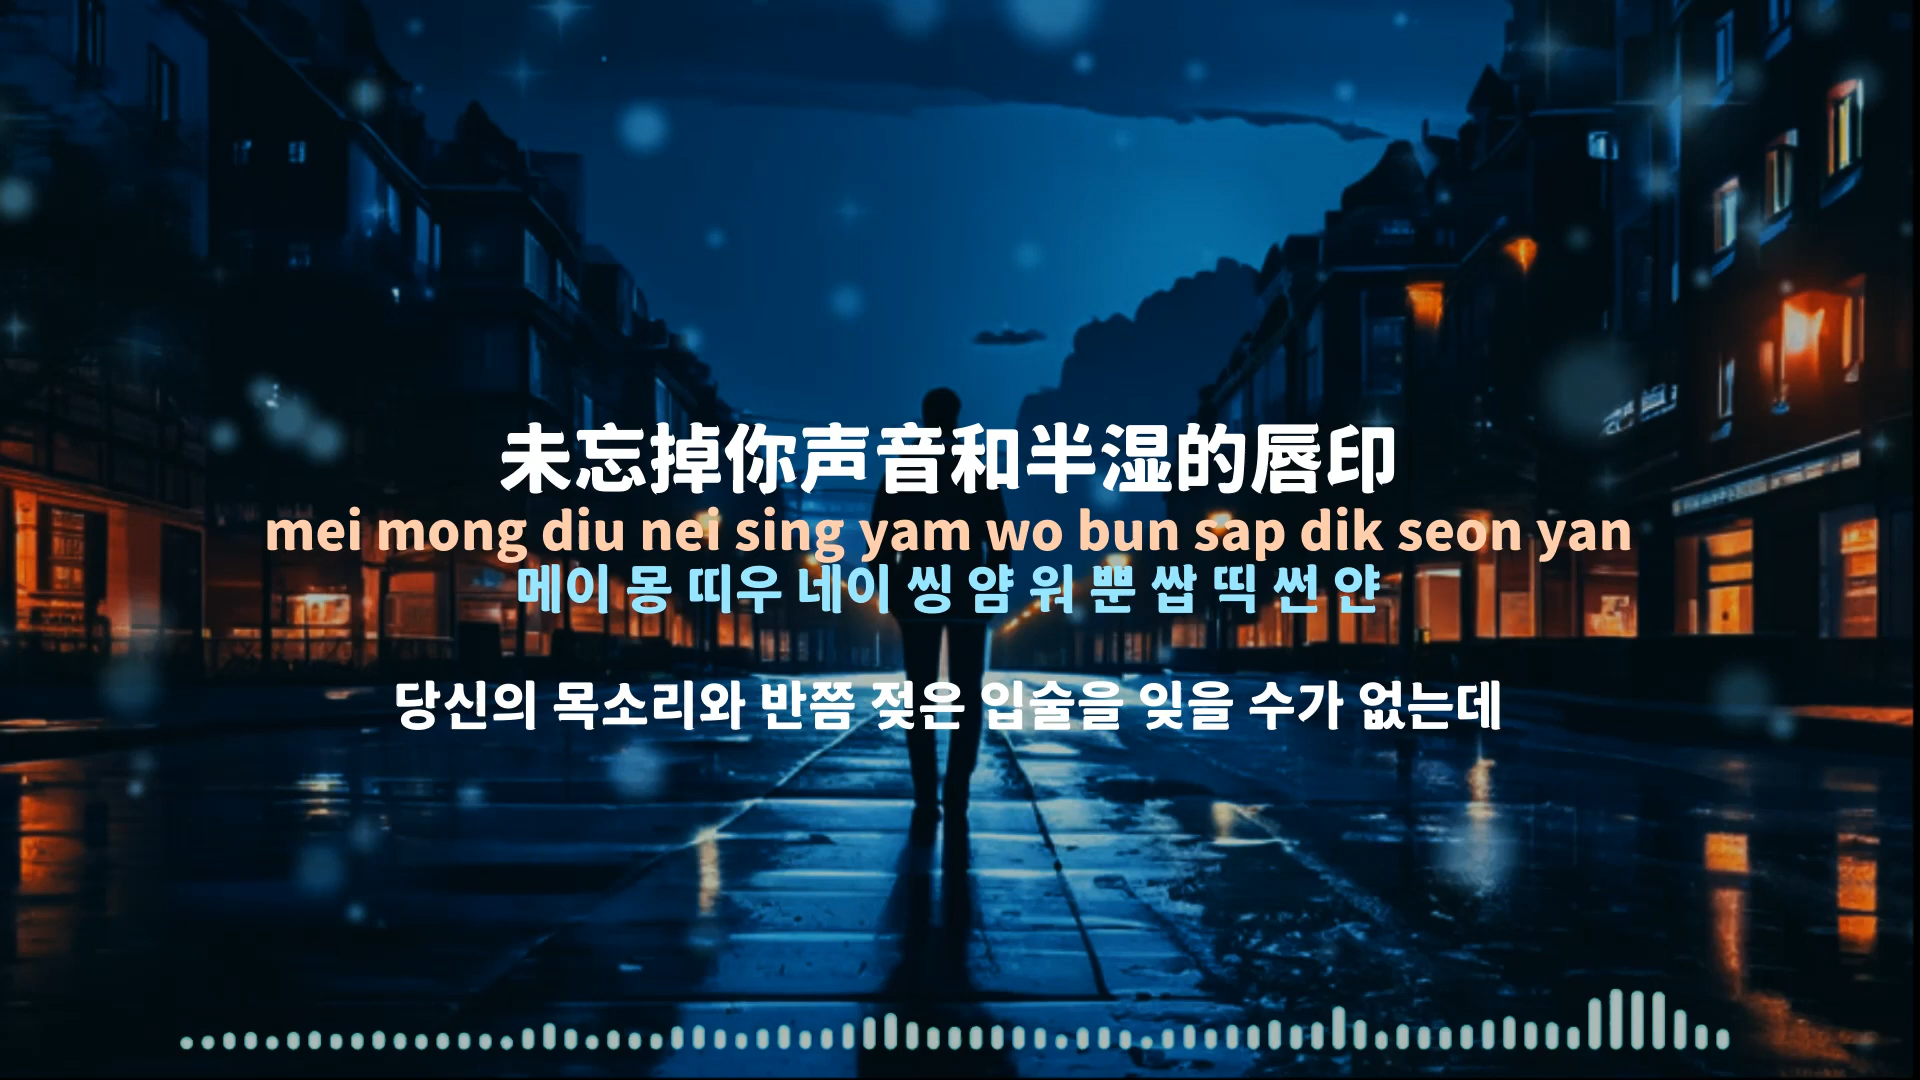 未忘掉你声音和半湿的唇印
mei mong diu nei sing yam wo bun sap dik seon yan
메이 몽 띠우 네이 씽 얌 워 뿐 쌉 띡 썬 얀
당신의 목소리와 반쯤 젖은 입술을 잊을 수가 없는데